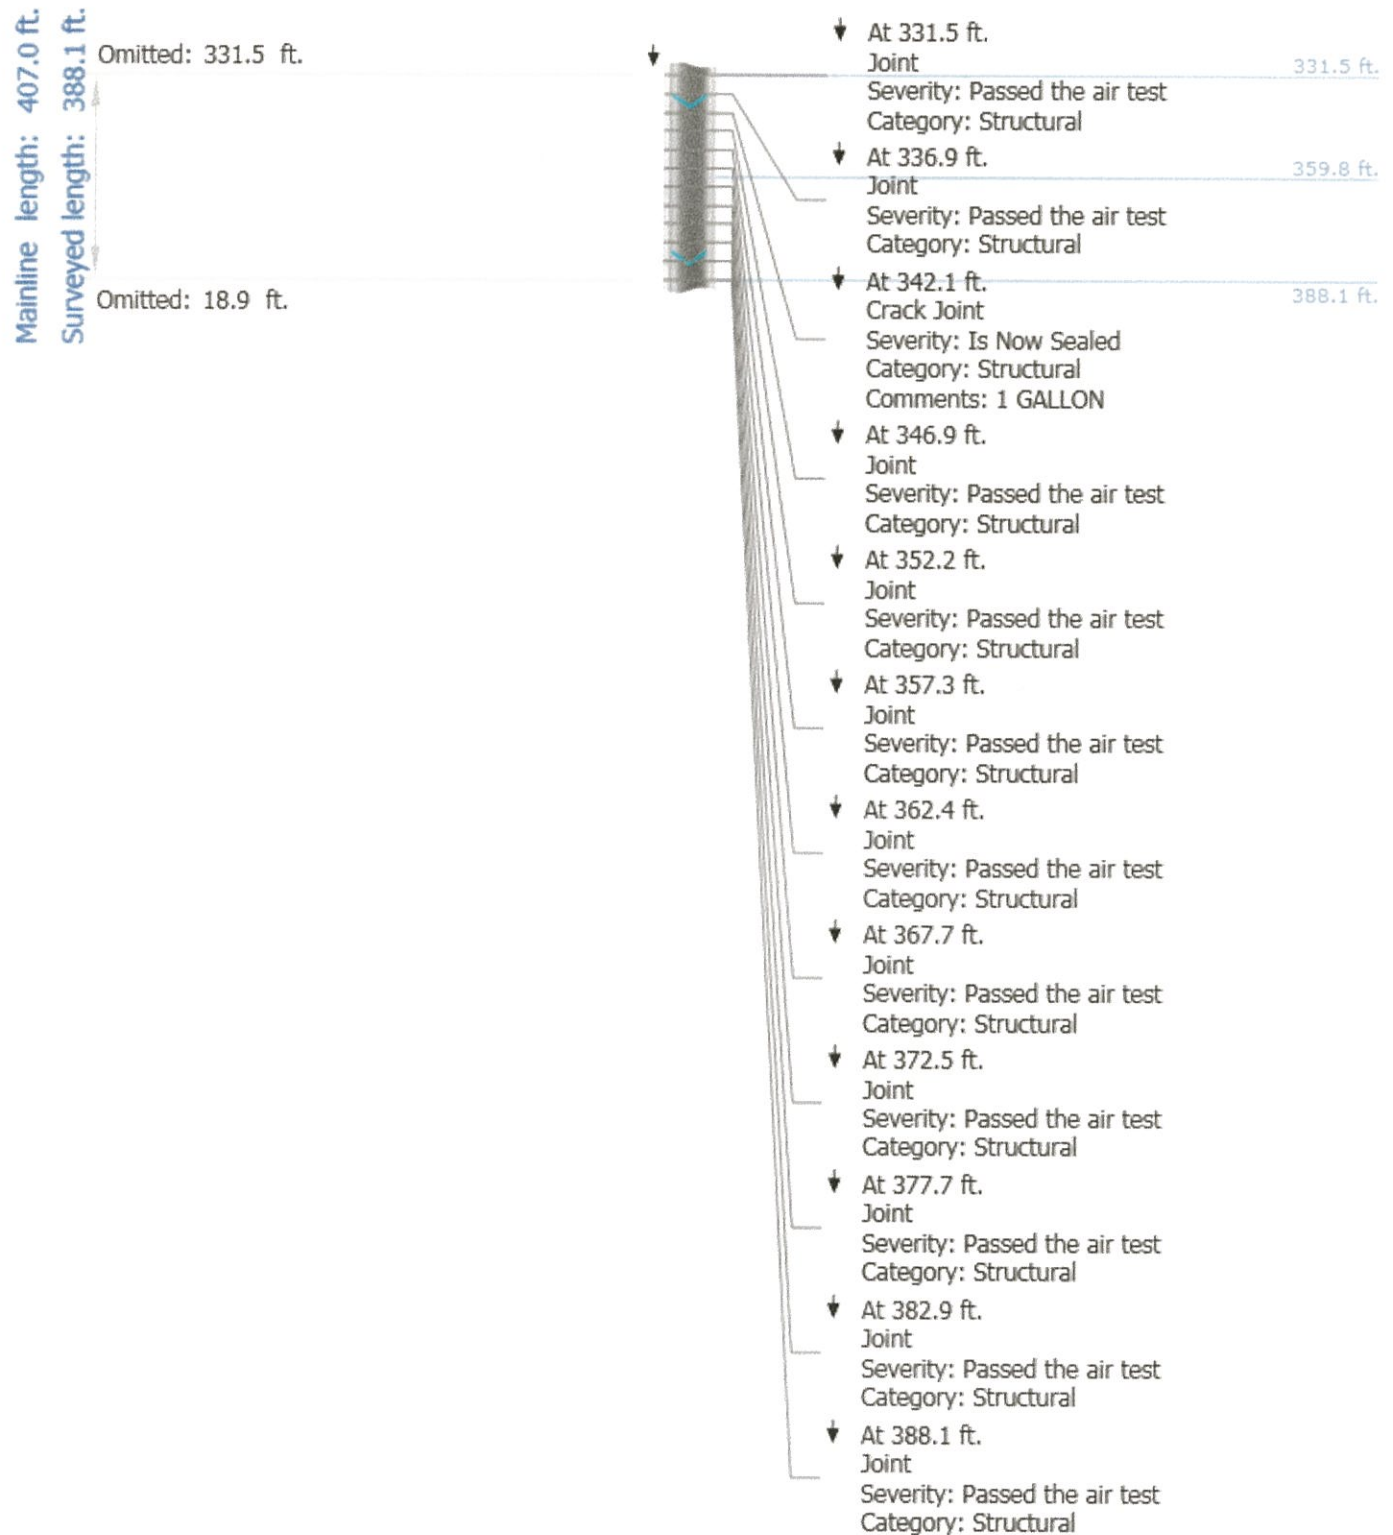 Mainline length: 407.0 ft.
Surveyed length: 388.1 ft.
Omitted: 331.5 ft.
Omitted: 18.9 ft.
331.5 ft.
359.8 ft.
388.1 ft.
At 331.5 ft.
Joint
Severity: Passed the air test
Category: Structural
At 336.9 ft.
Joint
Severity: Passed the air test
Category: Structural
At 342.1 ft.
Crack Joint
Severity: Is Now Sealed
Category: Structural
Comments: 1 GALLON
At 346.9 ft.
Joint
Severity: Passed the air test
Category: Structural
At 352.2 ft.
Joint
Severity: Passed the air test
Category: Structural
At 357.3 ft.
Joint
Severity: Passed the air test
Category: Structural
At 362.4 ft.
Joint
Severity: Passed the air test
Category: Structural
At 367.7 ft.
Joint
Severity: Passed the air test
Category: Structural
At 372.5 ft.
Joint
Severity: Passed the air test
Category: Structural
At 377.7 ft.
Joint
Severity: Passed the air test
Category: Structural
At 382.9 ft.
Joint
Severity: Passed the air test
Category: Structural
At 388.1 ft.
Joint
Severity: Passed the air test
Category: Structural